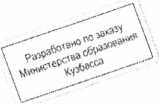 Разработано по заказу
Министерства образования
Кузбасса